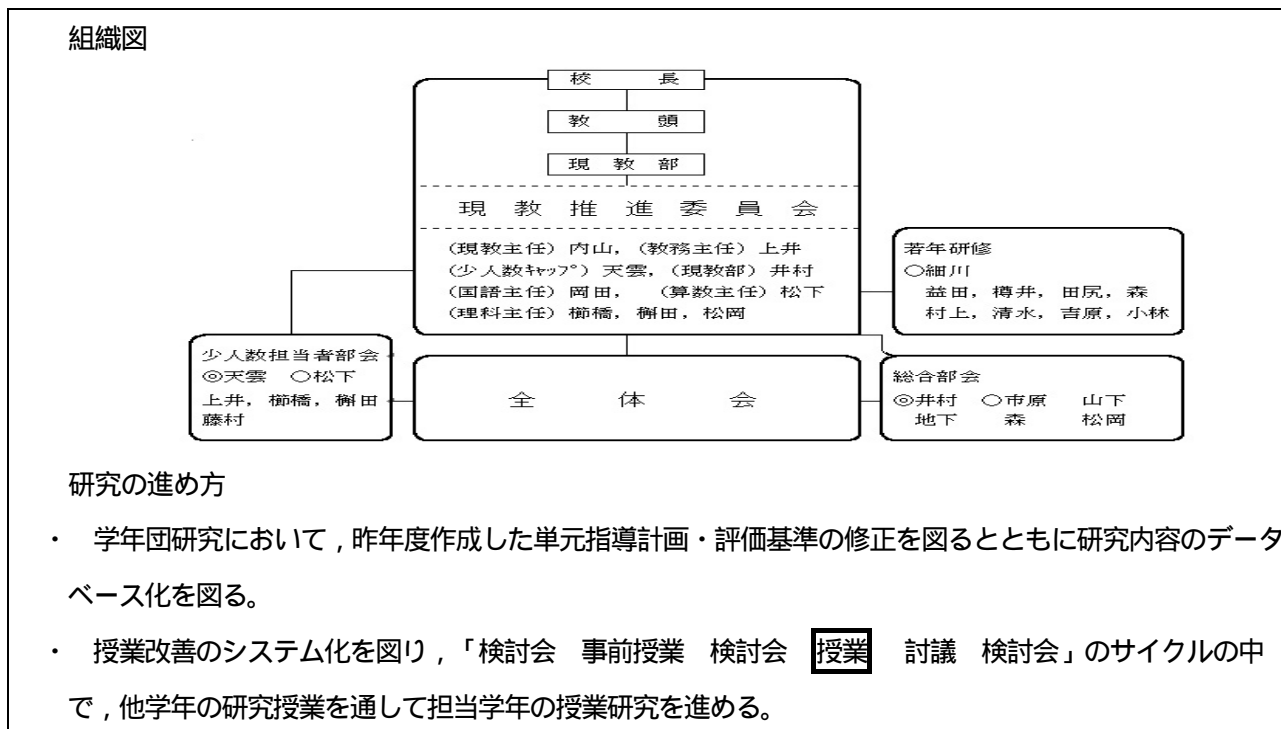 組織図
校　　長
教　　頭
現 教 部
現 教 推 進 委 員 会
(現教主任) 内山, (教務主任) 上井
(少人数ｷｬｯﾌﾟ) 天雲, (現教部) 井村
(国語主任) 岡田, (算数主任) 松下
(理科主任) 櫛橋, 槲田, 松岡
若年研修
○細川
益田, 樽井, 田尻, 森
村上, 清水, 吉原, 小林
少人数担当者部会
◎天雲 ○松下
上井, 櫛橋, 槲田
藤村
全　体　会
総合部会
◎井村 ○市原 山下
地下 森 松岡
研究の進め方
・ 学年団研究において，昨年度作成した単元指導計画・評価基準の修正を図るとともに研究内容のデータ
ベース化を図る。
・ 授業改善のシステム化を図り，「検討会 事前授業 検討会 授業 討議 検討会」のサイクルの中
で，他学年の研究授業を通して担当学年の授業研究を進める。